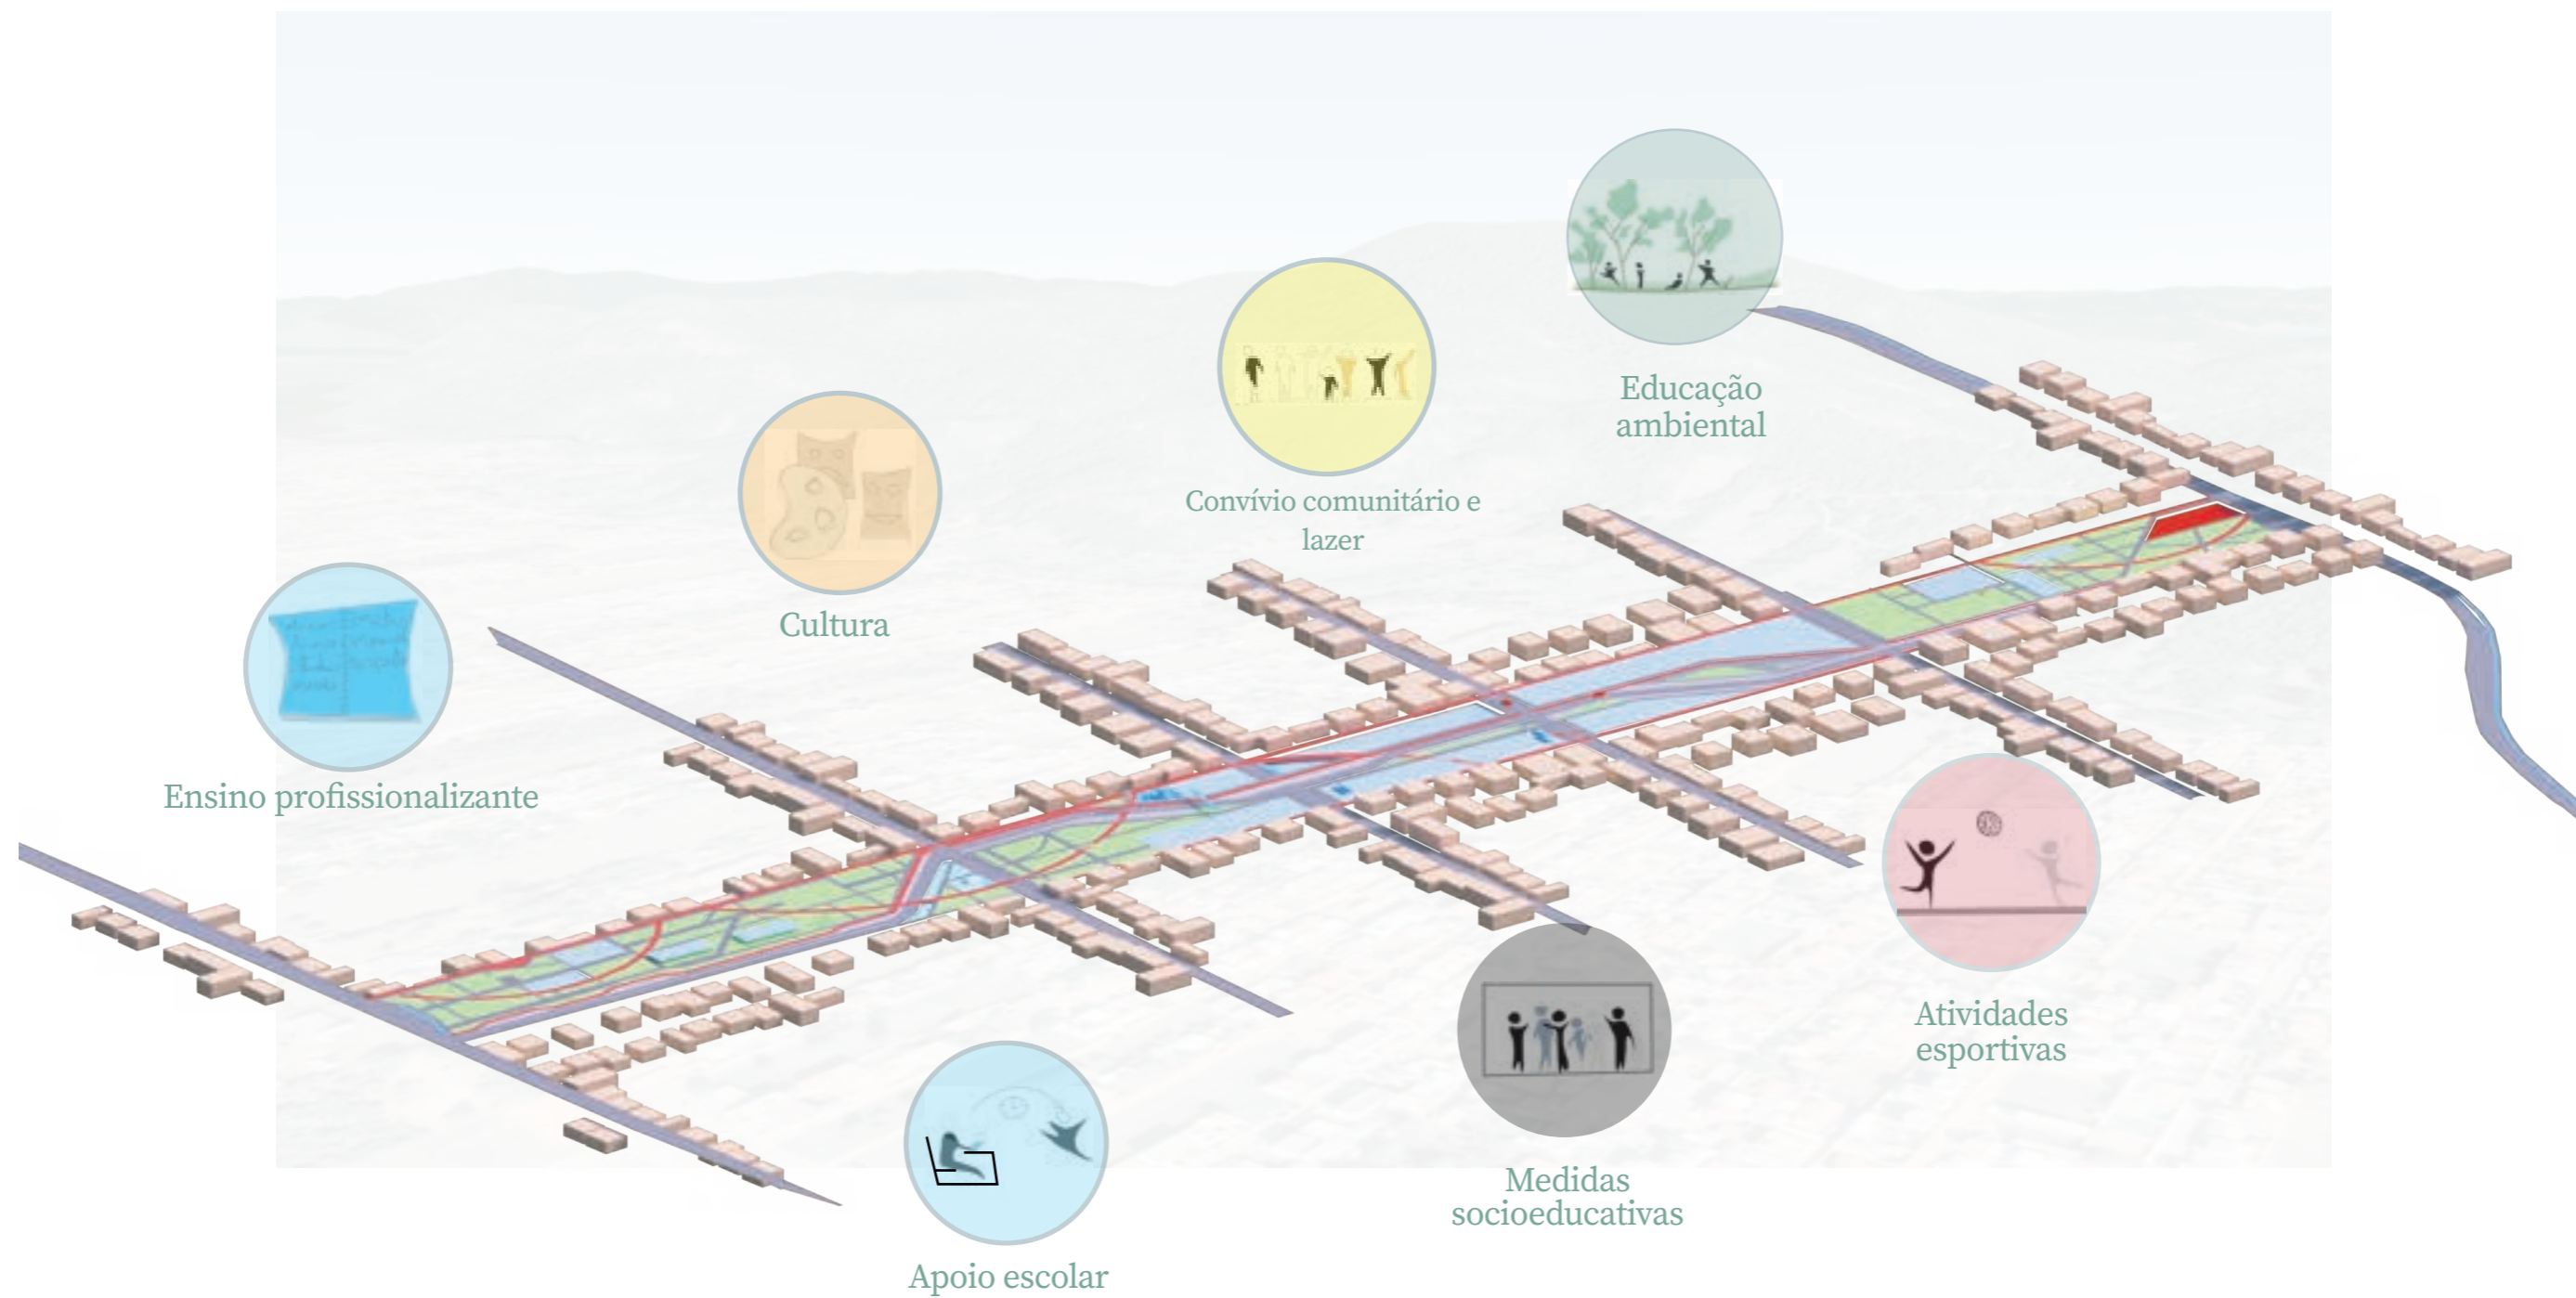 Educação
ambiental
Convívio comunitário e
lazer
Cultura
Ensino profissionalizante
Atividades
esportivas
Medidas
socioeducativas
Apoio escolar